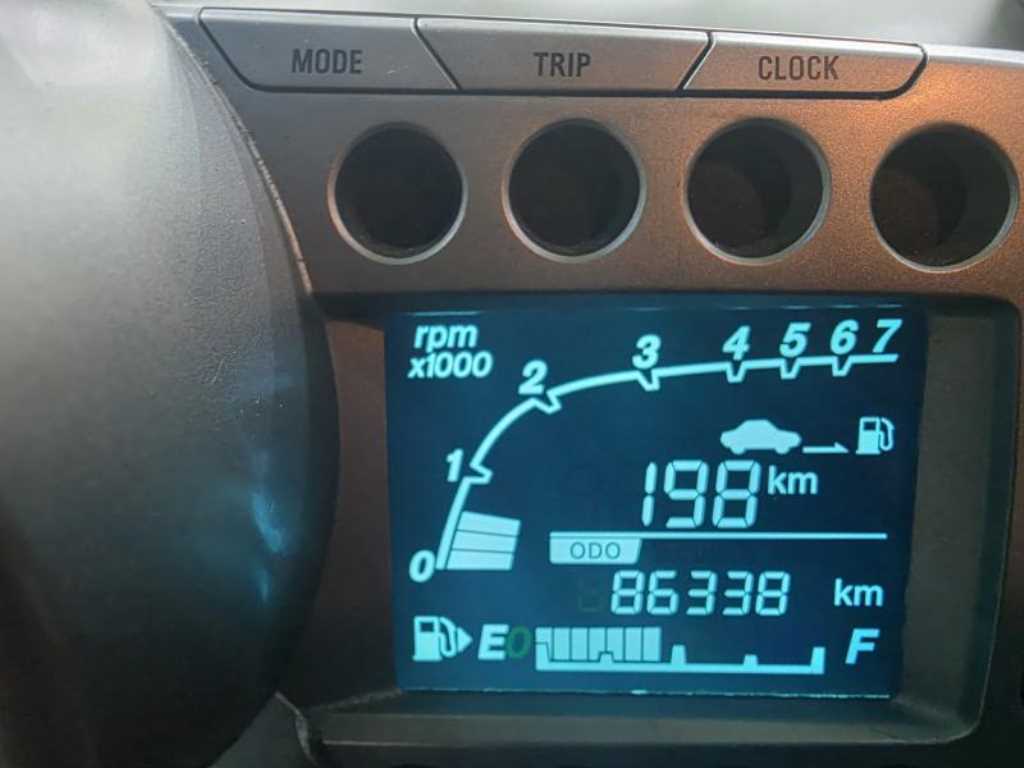 MODE TRIP CLOCK
rpm
x1000
0 1 2 3 4 5 6 7
198 km
ODO
86338 km
E F